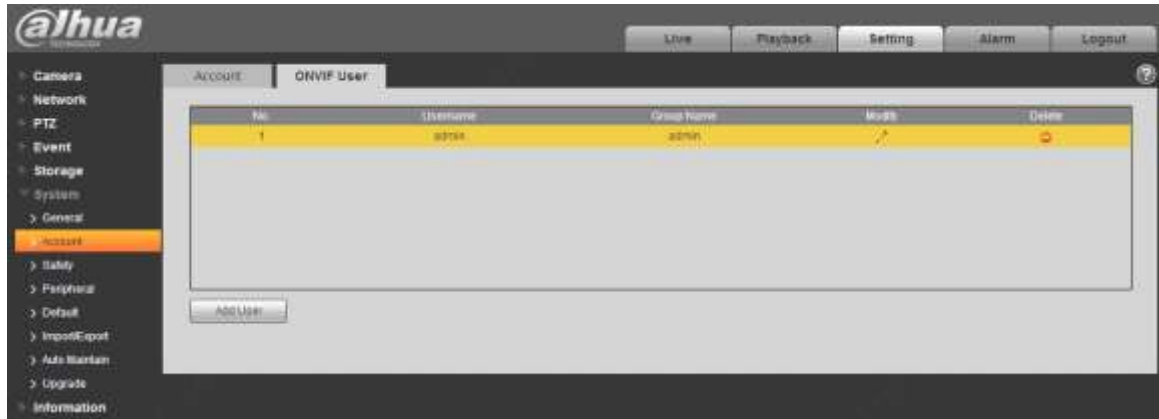 alhua
TECHNOLOGY
Live Playback Setting Alarm Logout
Camera
Network
PTZ
Event
Storage
System
General
Account
Safety
Peripheral
Default
Import/Export
Auto Maintain
Upgrade
Information
Account ONVIF User
No. Username Group Name Modify Delete
1 admin admin
Add User